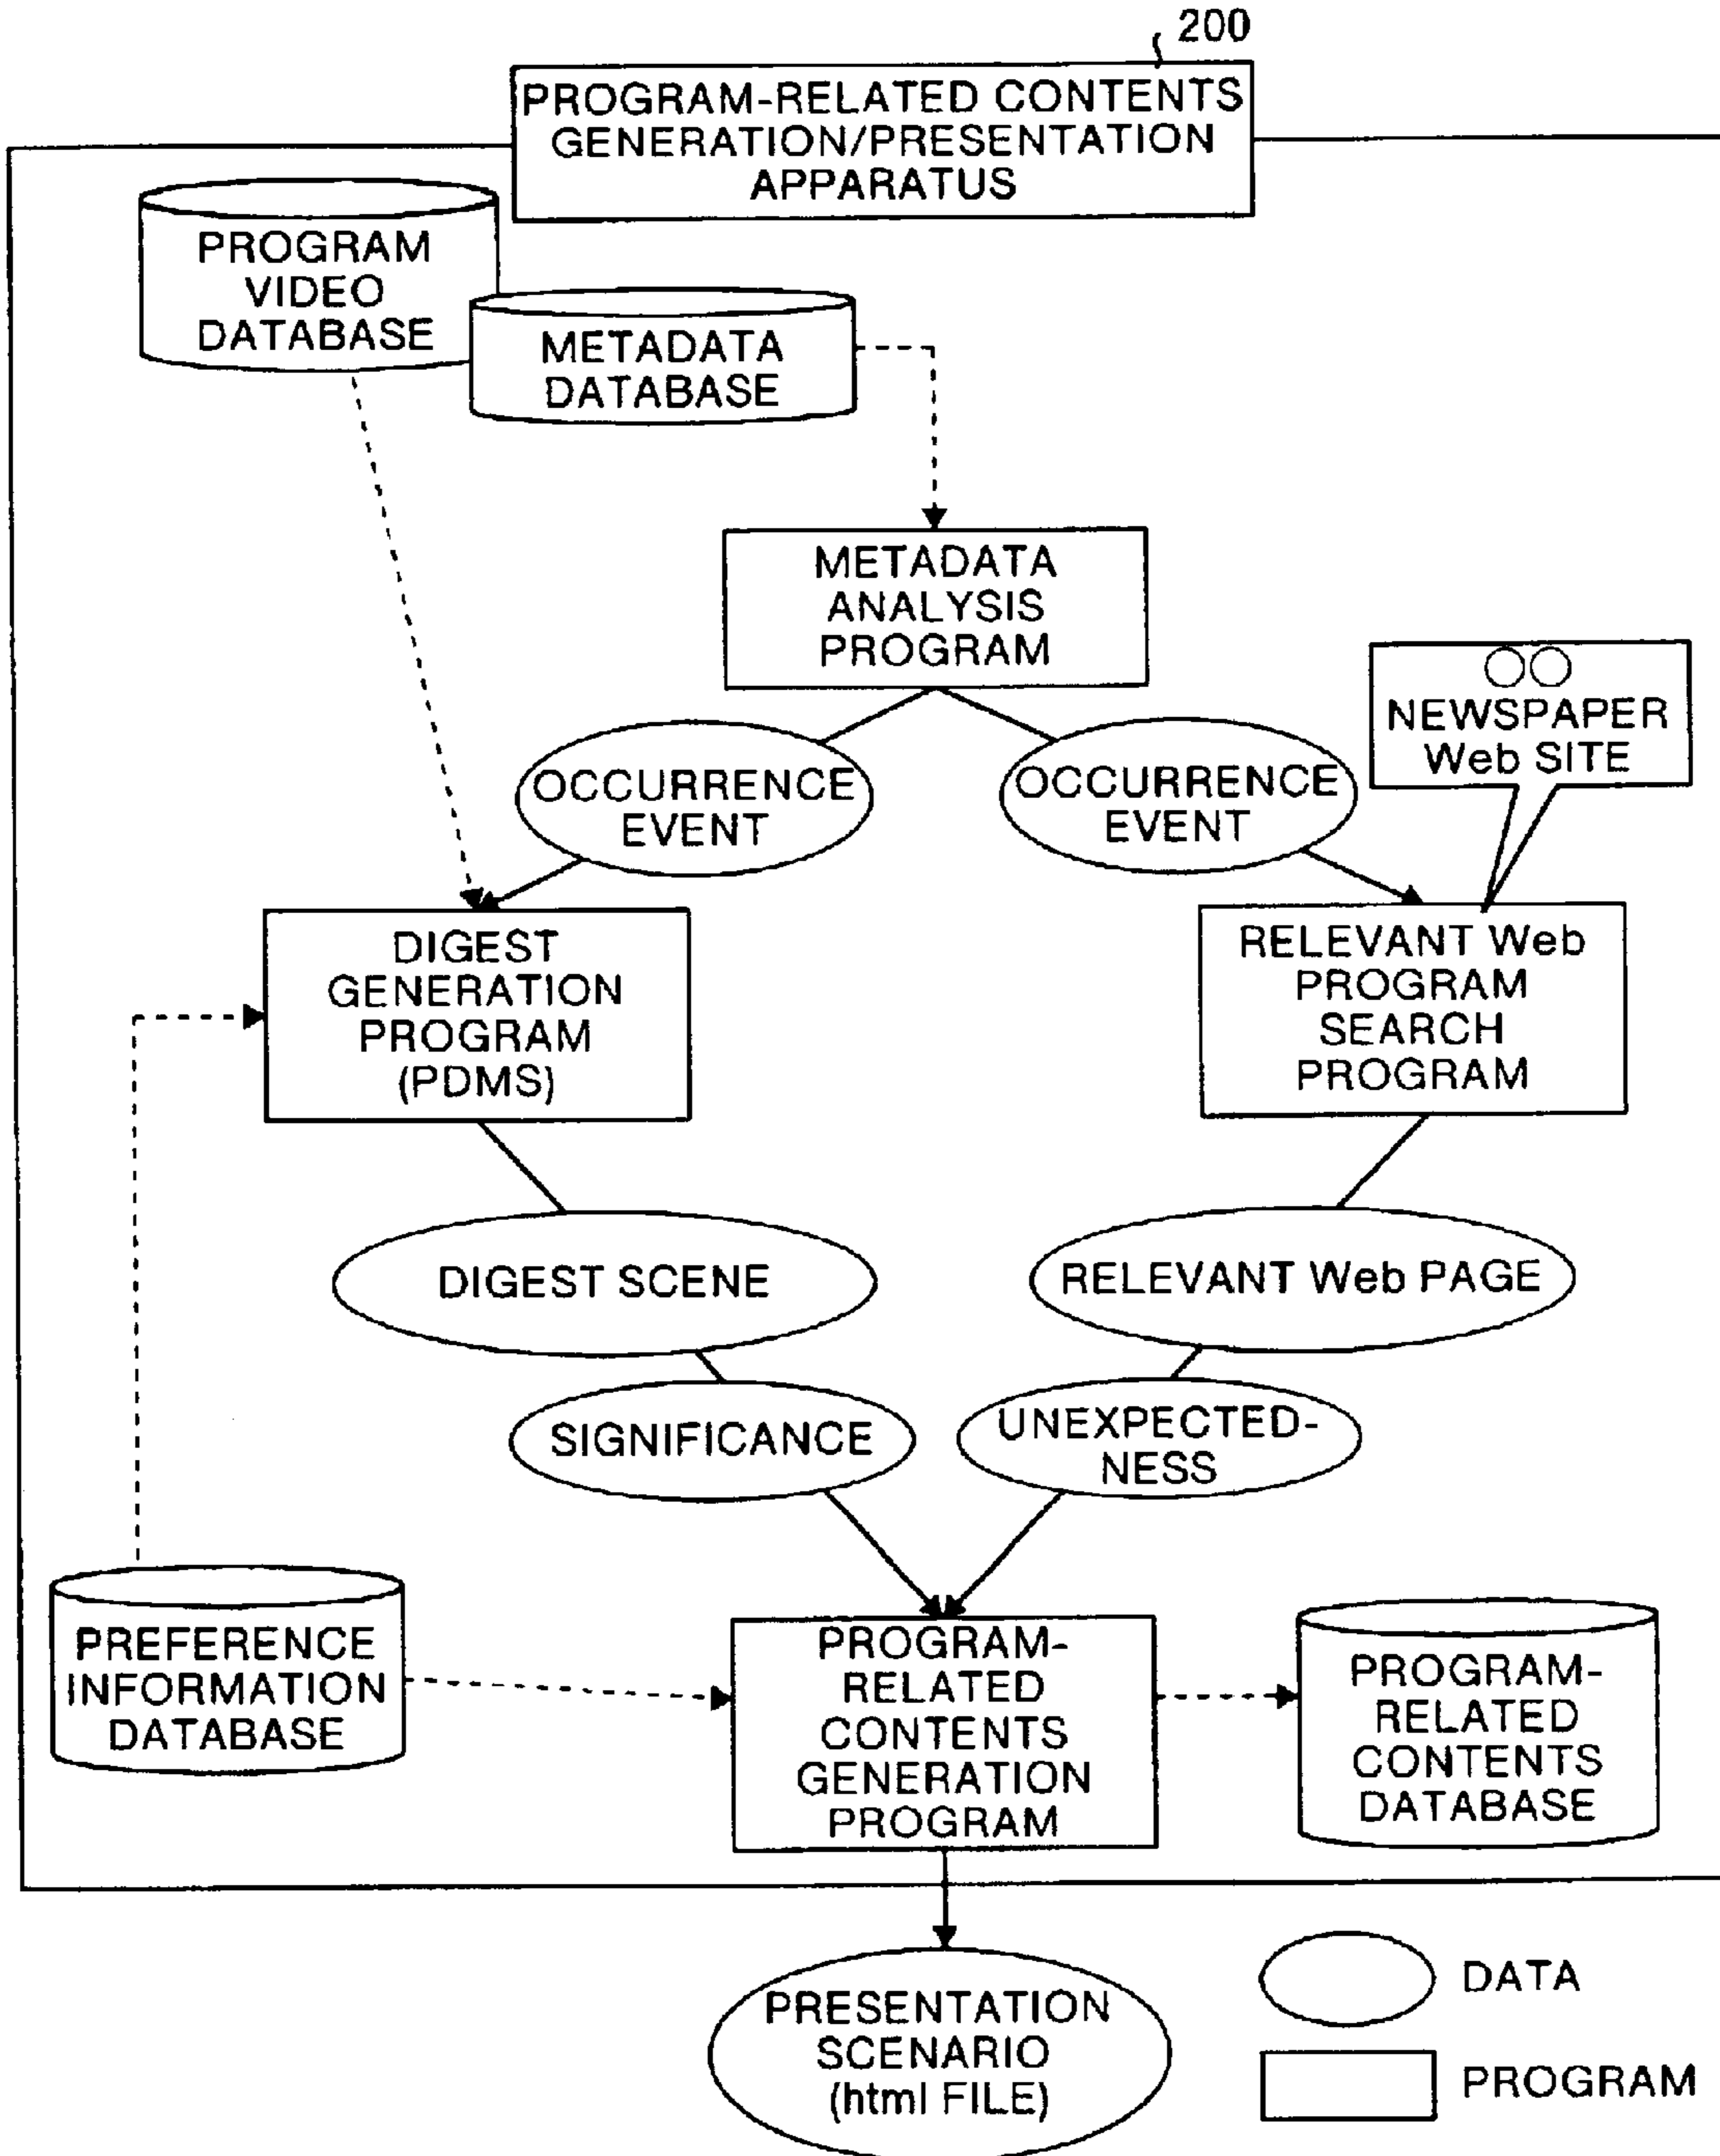 200
PROGRAM-RELATED CONTENTS
GENERATION/PRESENTATION
APPARATUS
PROGRAM
VIDEO
DATABASE
METADATA
DATABASE
METADATA
ANALYSIS
PROGRAM
○○
NEWSPAPER
Web SITE
OCCURRENCE
EVENT
OCCURRENCE
EVENT
DIGEST
GENERATION
PROGRAM
(PDMS)
RELEVANT Web
PROGRAM
SEARCH
PROGRAM
DIGEST SCENE
RELEVANT Web PAGE
SIGNIFICANCE
UNEXPECTED-
NESS
PREFERENCE
INFORMATION
DATABASE
PROGRAM-
RELATED
CONTENTS
GENERATION
PROGRAM
PROGRAM-
RELATED
CONTENTS
DATABASE
PRESENTATION
SCENARIO
(html FILE)
DATA
PROGRAM